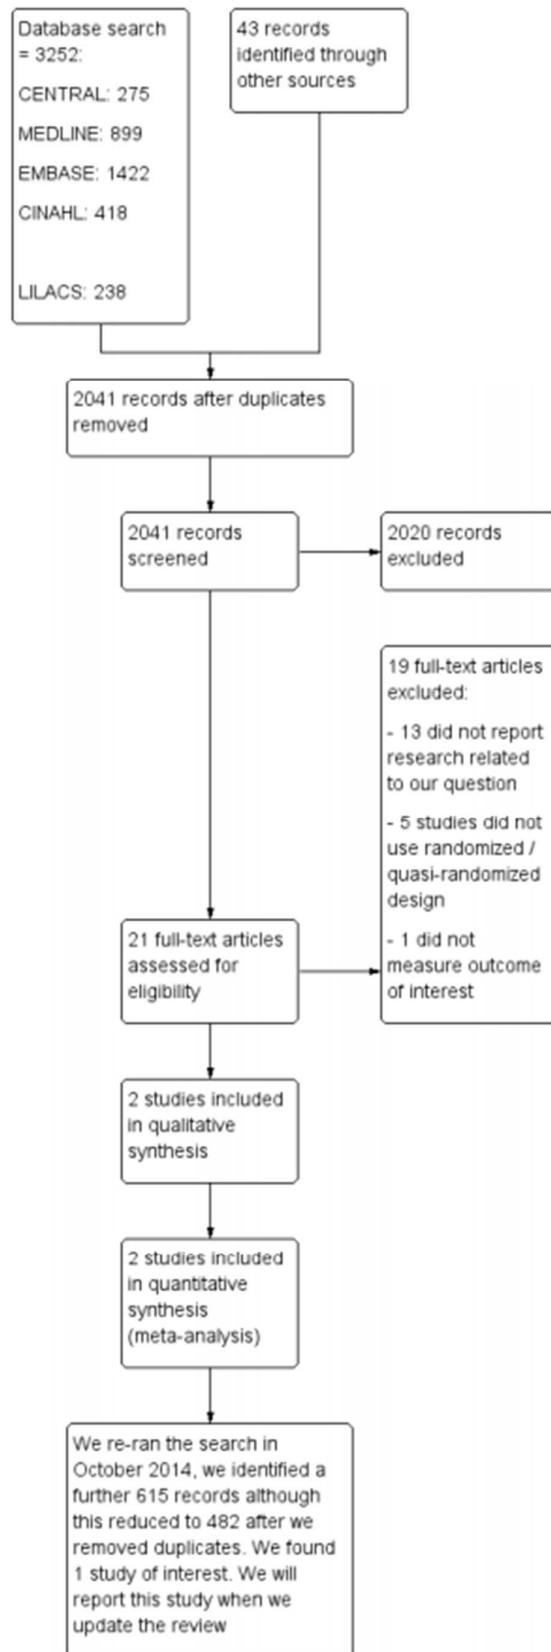 Database search
= 3252:
CENTRAL: 275
MEDLINE: 899
EMBASE: 1422
CINAHL: 418
LILACS: 238
43 records
identified through
other sources
2041 records after duplicates
removed
2041 records
screened
2020 records
excluded
19 full-text articles
excluded:
- 13 did not report
research related
to our question
- 5 studies did not
use randomized /
quasi-randomized
design
- 1 did not
measure outcome
of interest
21 full-text articles
assessed for
eligibility
2 studies included
in qualitative
synthesis
2 studies included
in quantitative
synthesis
(meta-analysis)
We re-ran the search in
October 2014, we identified a
further 615 records although
this reduced to 482 after we
removed duplicates. We found
1 study of interest. We will
report this study when we
update the review